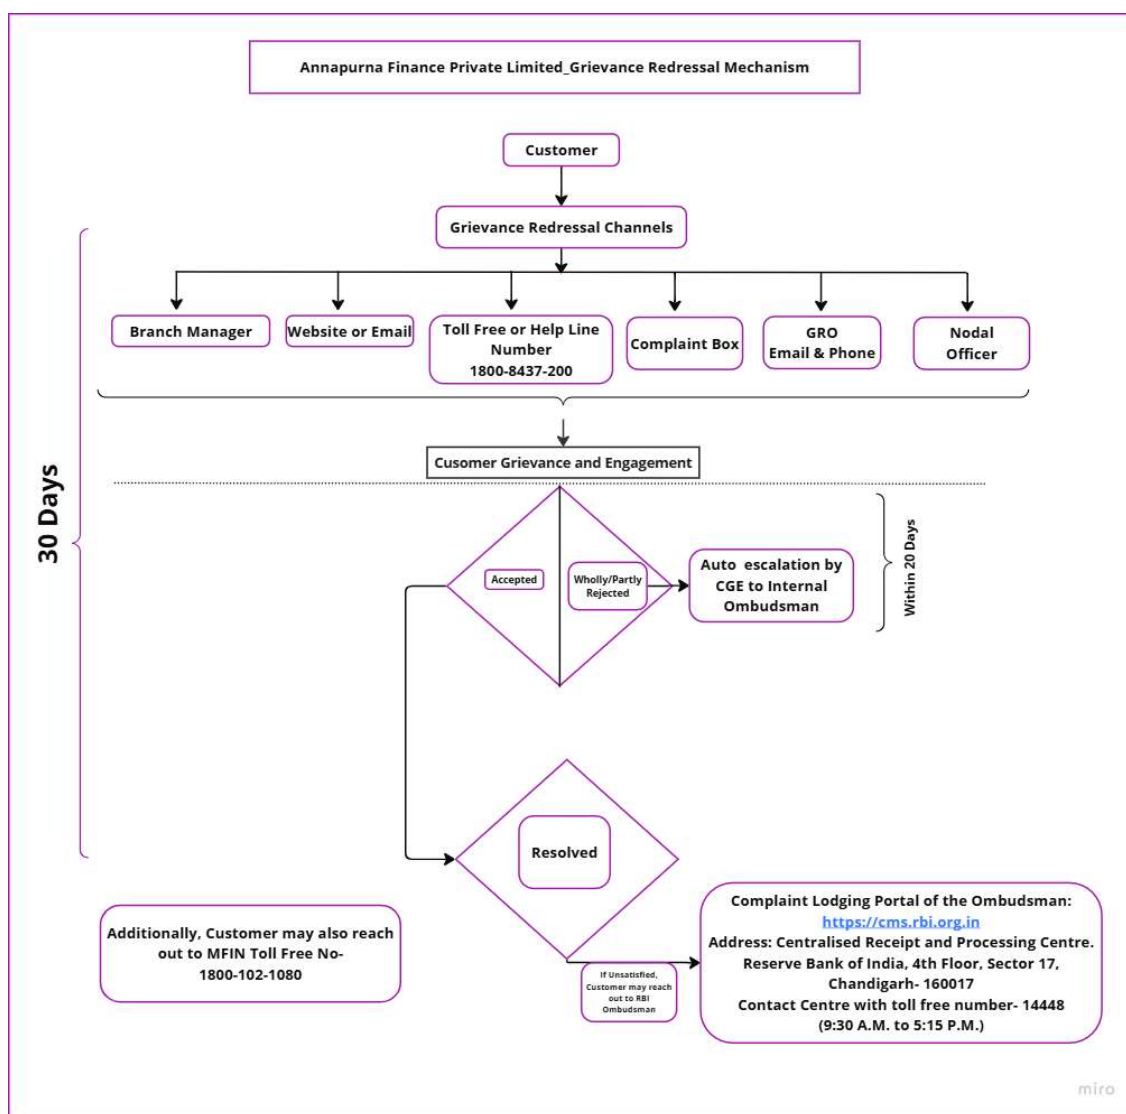 Annapurna Finance Private Limited_Grievance Redressal Mechanism
Customer
Grievance Redressal Channels
Branch Manager
Website or Email
Toll Free or Help Line
Number
1800-8437-200
Complaint Box
GRO
Email & Phone
Nodal
Officer
Cusomer Grievance and Engagement
30 Days
Accepted
Wholly/Partly
Rejected
Auto escalation by
CGE to Internal
Ombudsman
Within 20 Days
Resolved
Additionally, Customer may also reach
out to MFIN Toll Free No-
1800-102-1080
If Unsatisfied,
Customer may reach
out to RBI
Ombudsman
Complaint Lodging Portal of the Ombudsman:
https://cms.rbi.org.in
Address: Centralised Receipt and Processing Centre.
Reserve Bank of India, 4th Floor, Sector 17,
Chandigarh- 160017
Contact Centre with toll free number- 14448
(9:30 A.M. to 5:15 P.M.)
miro